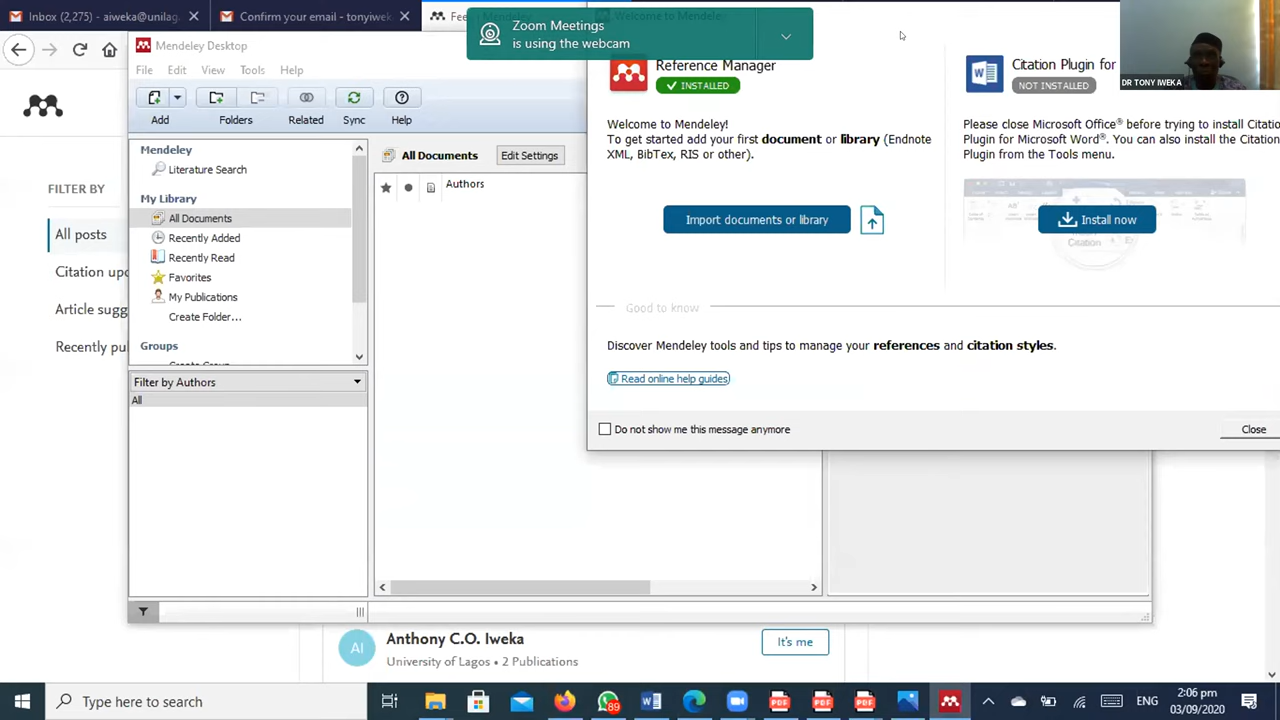 Inbox (2,275) - aiweka@unilag.
Confirm your email - tonyiwek
Mendeley Desktop
Zoom Meetings
is using the webcam
DR TONY IWEKA
File Edit View Tools Help
Add
Folders
Related
Sync
Help
Reference Manager
INSTALLED
Citation Plugin for
NOT INSTALLED
Welcome to Mendeley!
To get started add your first document or library (Endnote
XML, BibTex, RIS or other).
Please close Microsoft Office® before trying to install Citatio
Plugin for Microsoft Word®. You can also install the Citation
Plugin from the Tools menu.
Import documents or library
Install now
Citation
Good to know
Discover Mendeley tools and tips to manage your references and citation styles.
Read online help guides
Do not show me this message anymore
Close
FILTER BY
All posts
Citation upd
Article sugg
Recently pu
Mendeley
Literature Search
My Library
All Documents
Recently Added
Recently Read
Favorites
My Publications
Create Folder...
Groups
Filter by Authors
All
All Documents
Edit Settings
Authors
AI
Anthony C.O. Iweka
University of Lagos • 2 Publications
It's me
Type here to search
89
PDF
PDF
PDF
ENG
2:06 pm
03/09/2020